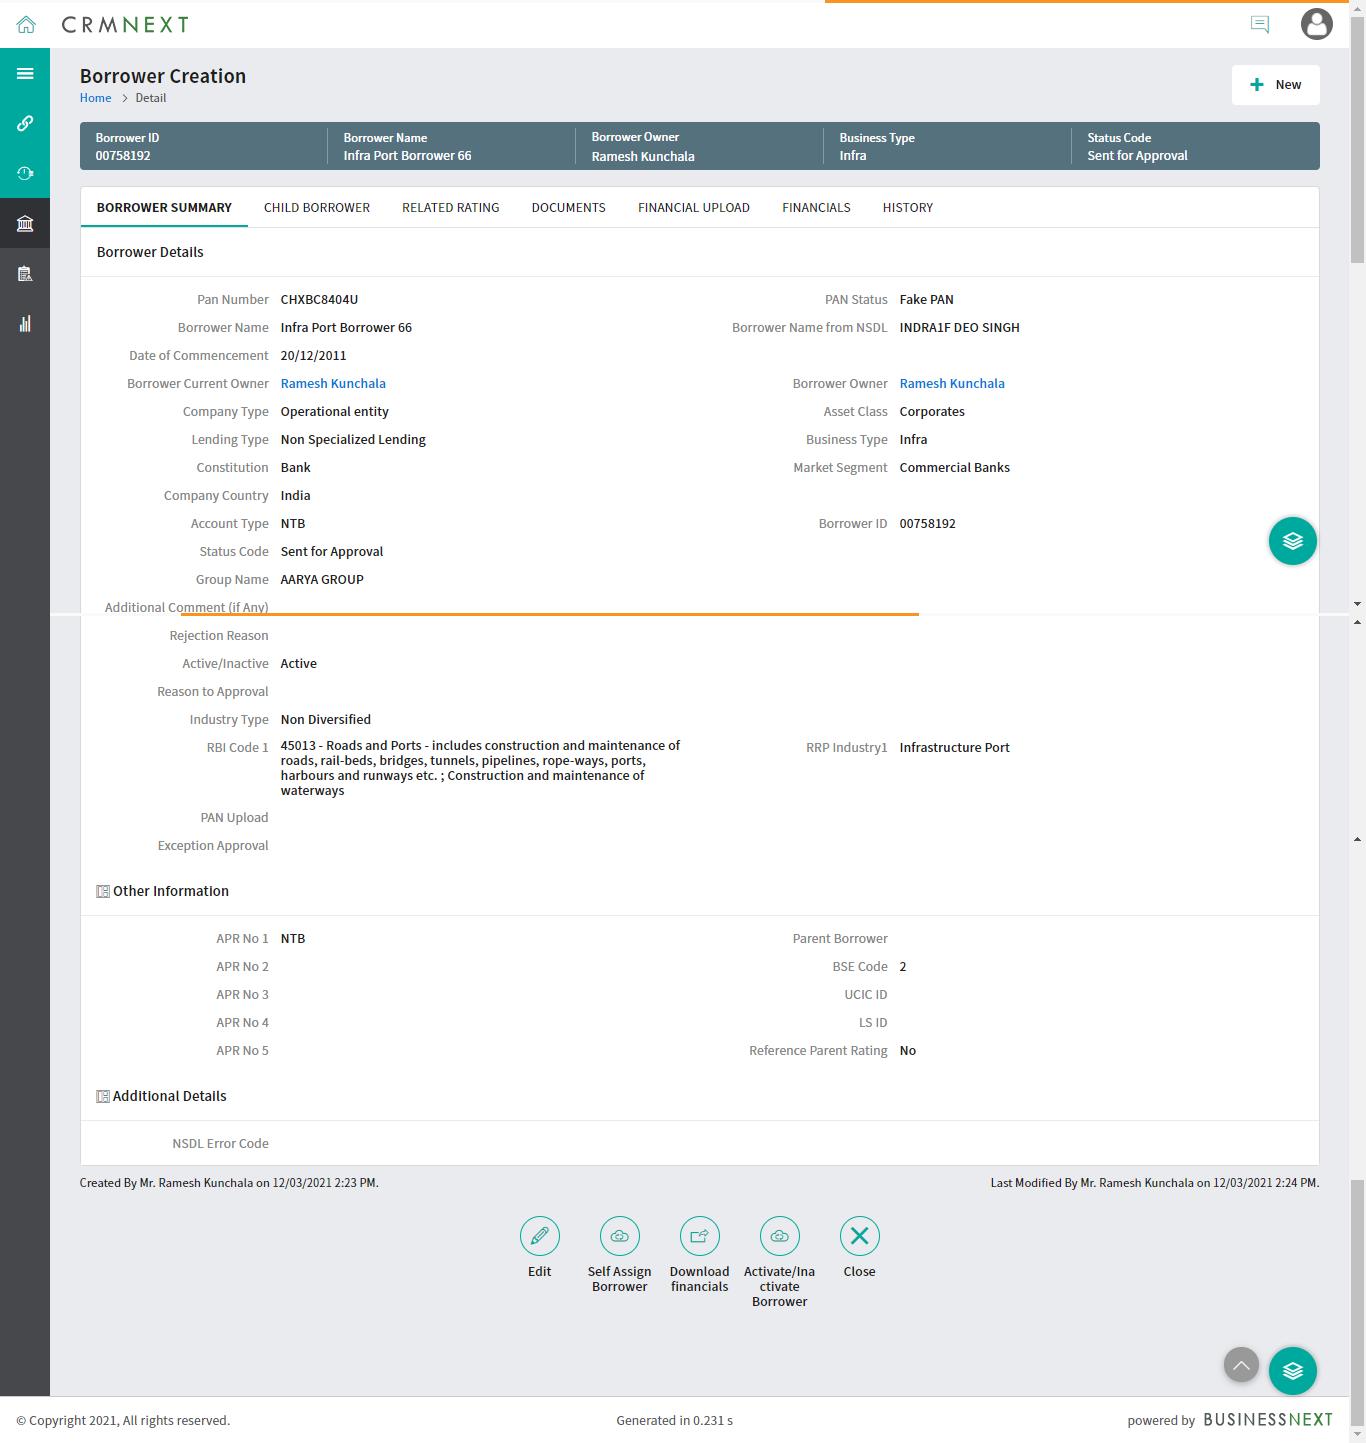 CRMNEXT
Borrower Creation
Home > Detail
+ New
Borrower ID Borrower Name Borrower Owner Business Type Status Code
00758192 Infra Port Borrower 66 Ramesh Kunchala Infra Sent for Approval
BORROWER SUMMARY CHILD BORROWER RELATED RATING DOCUMENTS FINANCIAL UPLOAD FINANCIALS HISTORY
Borrower Details
Pan Number CHXBC8404U PAN Status Fake PAN
Borrower Name Infra Port Borrower 66 Borrower Name from NSDL INDRA1F DEO SINGH
Date of Commencement 20/12/2011
Borrower Current Owner Ramesh Kunchala Borrower Owner Ramesh Kunchala
Company Type Operational entity Asset Class Corporates
Lending Type Non Specialized Lending Business Type Infra
Constitution Bank Market Segment Commercial Banks
Company Country India
Account Type NTB Borrower ID 00758192
Status Code Sent for Approval
Group Name AARYA GROUP
Additional Comment (if Any)
Rejection Reason
Active/Inactive Active
Reason to Approval
Industry Type Non Diversified
RBI Code 1 45013 - Roads and Ports - includes construction and maintenance of RRP Industry1 Infrastructure Port
roads, rail-beds, bridges, tunnels, pipelines, rope-ways, ports,
harbours and runways etc. ; Construction and maintenance of
waterways
PAN Upload
Exception Approval
Other Information
APR No 1 NTB Parent Borrower
APR No 2 BSE Code 2
APR No 3 UCIC ID
APR No 4 LS ID
APR No 5 Reference Parent Rating No
Additional Details
NSDL Error Code
Created By Mr. Ramesh Kunchala on 12/03/2021 2:23 PM. Last Modified By Mr. Ramesh Kunchala on 12/03/2021 2:24 PM.
Edit Self Assign Download Activate/Ina Close
Borrower financials ctivate
Borrower
© Copyright 2021, All rights reserved. Generated in 0.231 s powered by BUSINESSNEXT